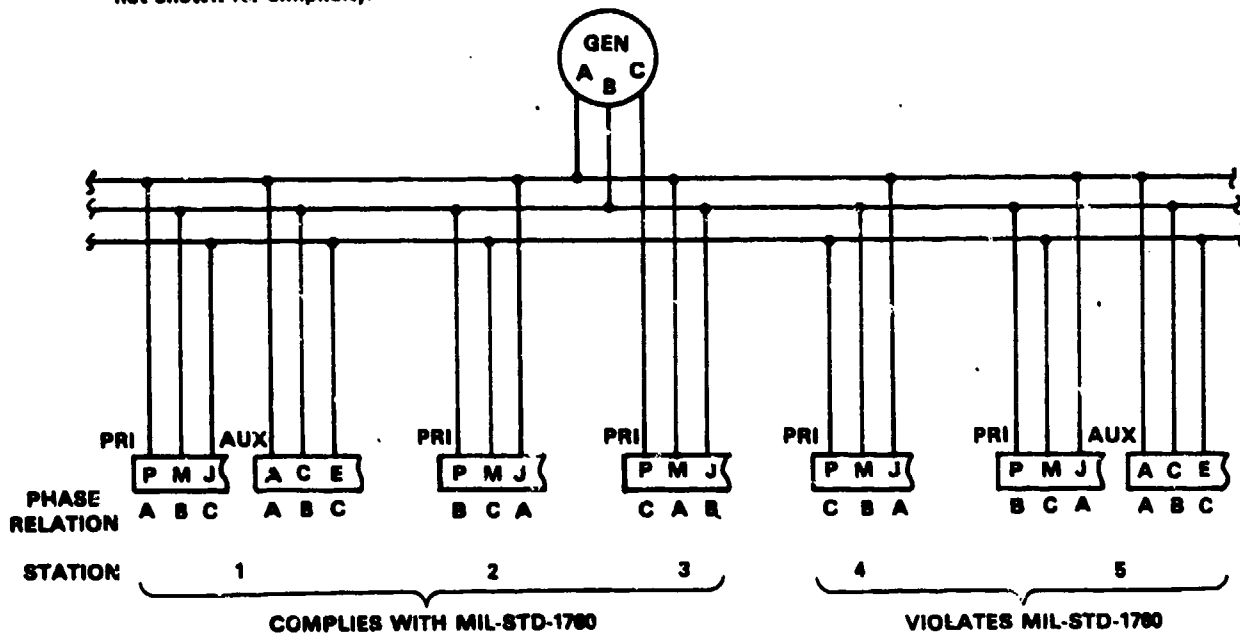 not shown for simplicity.
GEN
A B C
PRI AUX PRI PRI PRI PRI AUX
P M J A C E P M J P M J P M J P M J A C E
PHASE RELATION A B C A B C B C A C A B C B A B C A A B C
STATION 1 2 3 4 5
COMPLIES WITH MIL-STD-1760 VIOLATES MIL-STD-1760